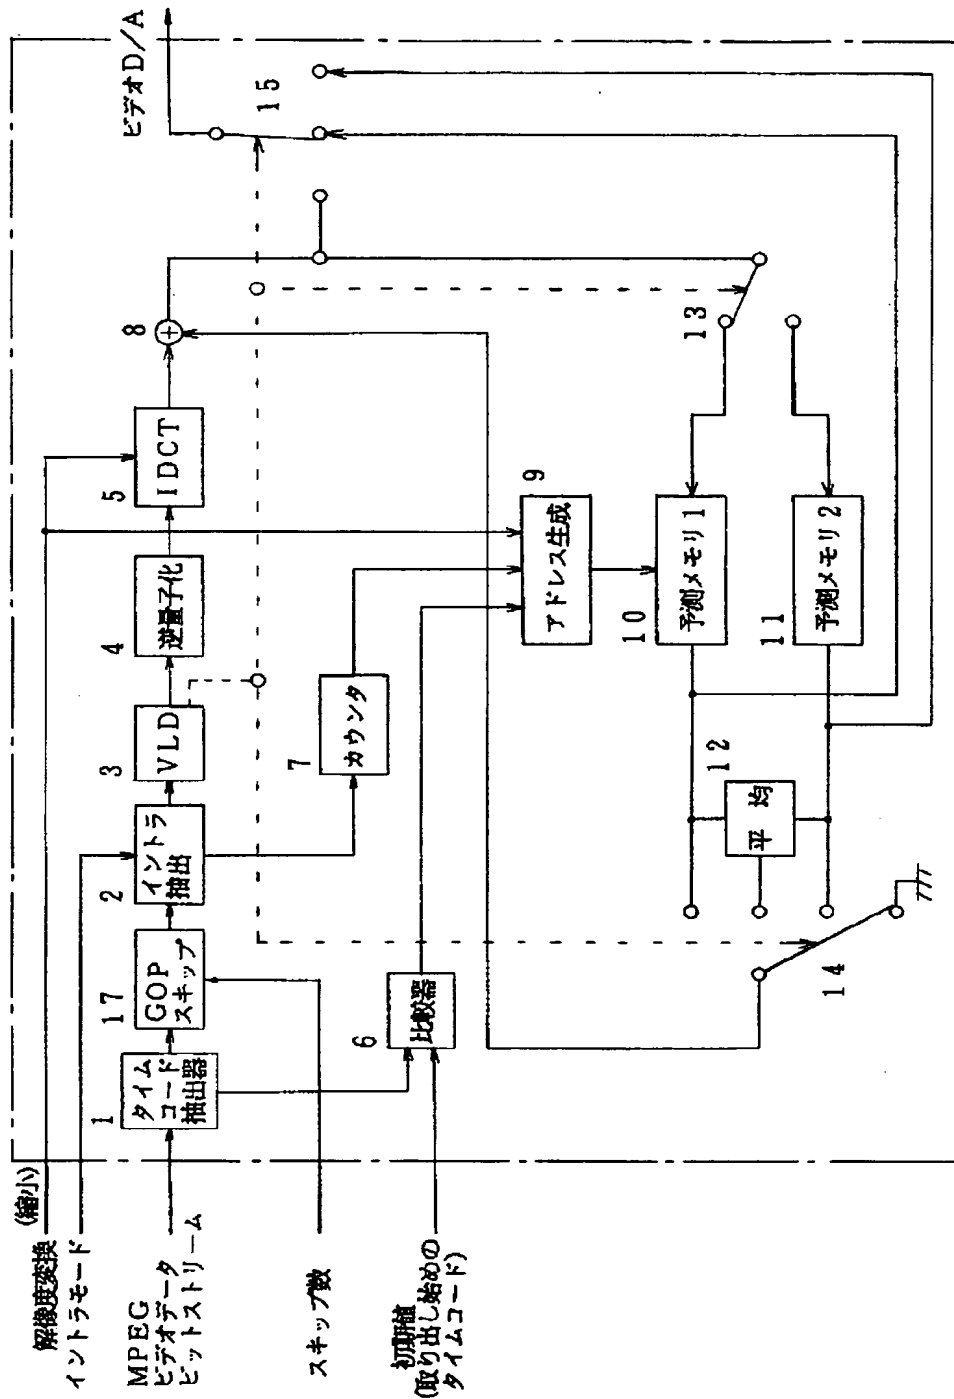 解像度変換(縮小)
イントラモード
MPEG
ビデオデータ
ビットストリーム
スキップ数
初期値
(取り出し始めの
タイムコード)
1
タイム
コード
抽出器
17
GOP
スキップ
2
イントラ
抽出
3
VLD
4
逆量子化
5
IDCT
8
+
ビデオD/A
15
6
比較器
7
カウンタ
9
アドレス生成
10
予測メモリ1
11
予測メモリ2
12
平均
13
14